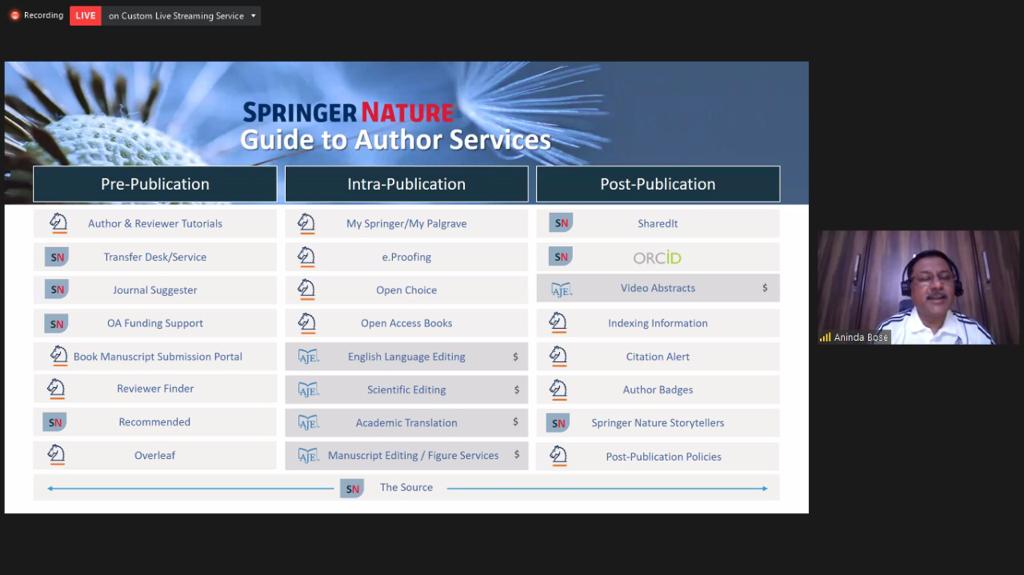 Recording
LIVE on Custom Live Streaming Service
SPRINGER NATURE
Guide to Author Services
Pre-Publication
Intra-Publication
Post-Publication
Author & Reviewer Tutorials
My Springer/My Palgrave
SN SharedIt
SN Transfer Desk/Service
e.Proofing
SN ORCID
SN Journal Suggester
Open Choice
AJE Video Abstracts $
SN OA Funding Support
Open Access Books
Indexing Information
Book Manuscript Submission Portal
AJE English Language Editing $
Citation Alert
Reviewer Finder
AJE Scientific Editing $
Author Badges
SN Recommended
AJE Academic Translation $
SN Springer Nature Storytellers
Overleaf
AJE Manuscript Editing / Figure Services $
Post-Publication Policies
SN The Source
Aninda Bose